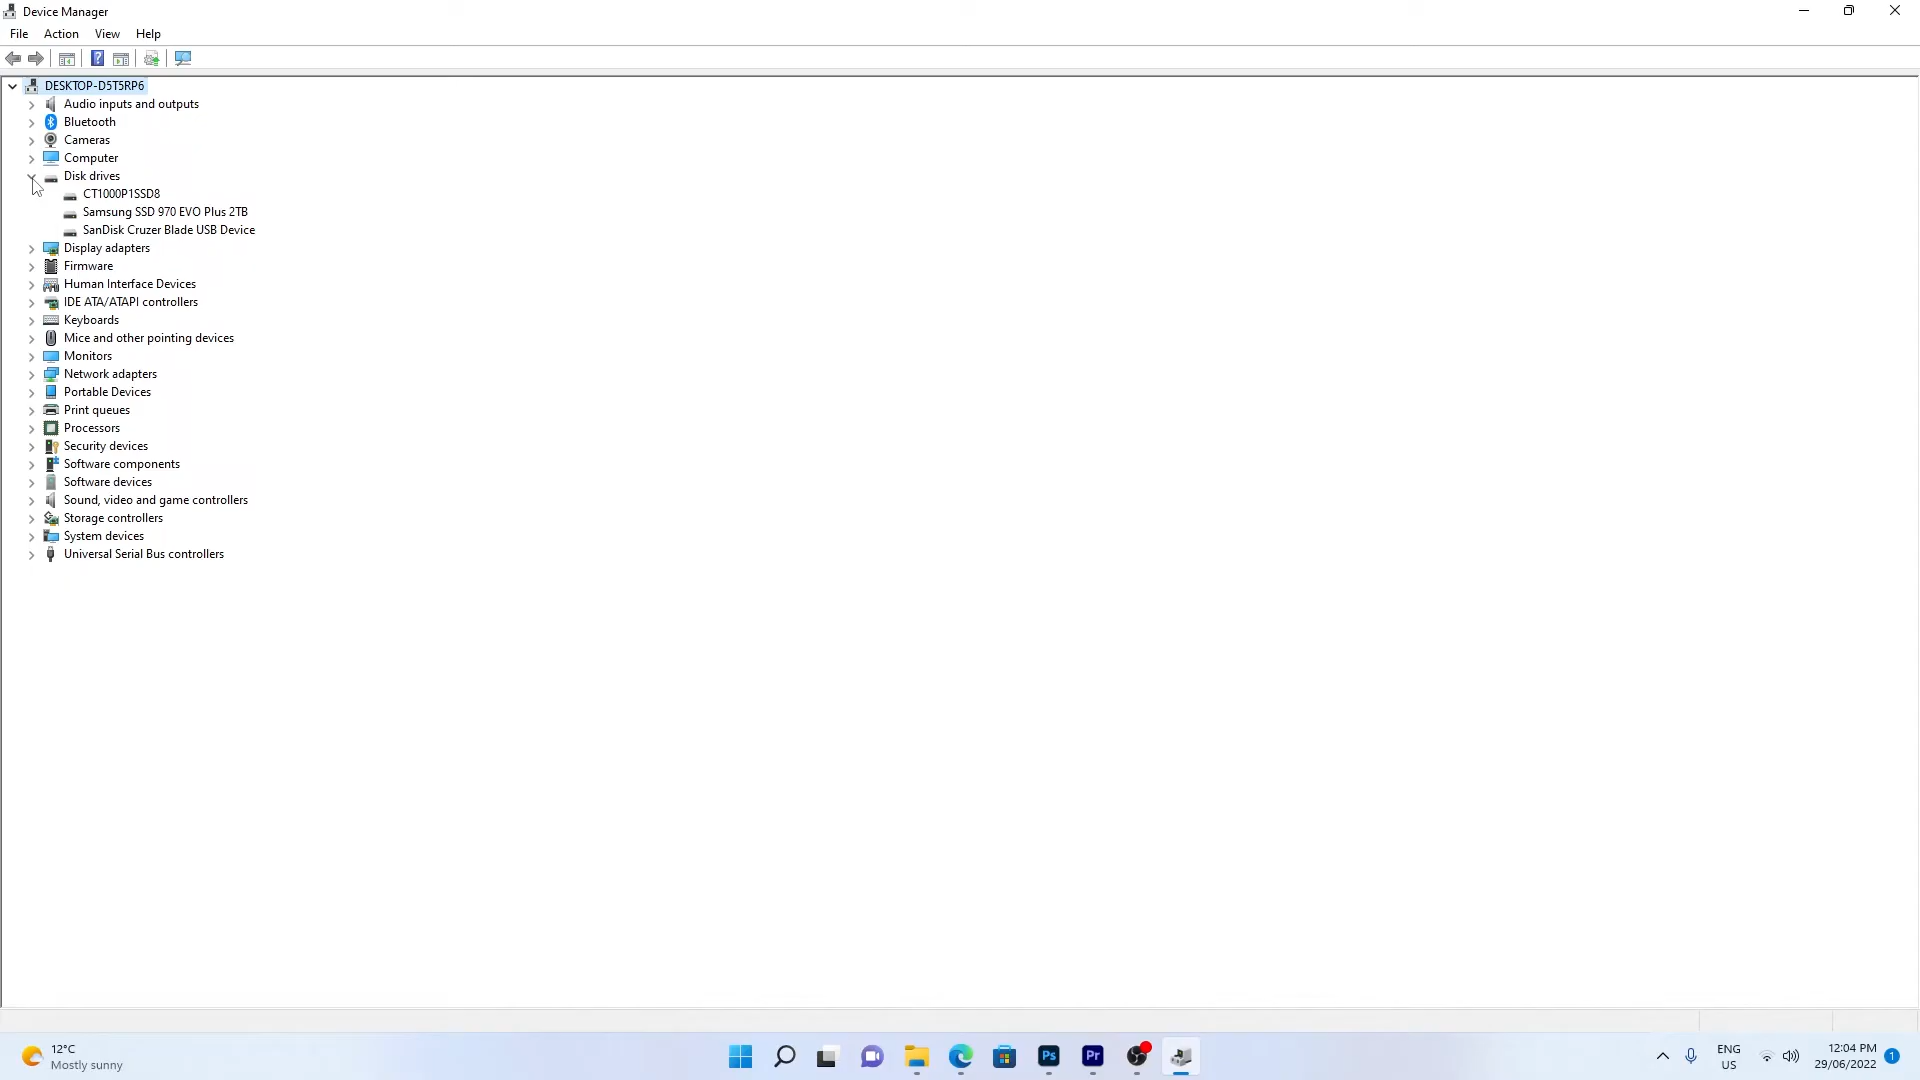 Device Manager
File Action View Help
DESKTOP-D5T5RP6
Audio inputs and outputs
Bluetooth
Cameras
Computer
Disk drives
CT1000P1SSD8
Samsung SSD 970 EVO Plus 2TB
SanDisk Cruzer Blade USB Device
Display adapters
Firmware
Human Interface Devices
IDE ATA/ATAPI controllers
Keyboards
Mice and other pointing devices
Monitors
Network adapters
Portable Devices
Print queues
Processors
Security devices
Software components
Software devices
Sound, video and game controllers
Storage controllers
System devices
Universal Serial Bus controllers
12°C
Mostly sunny
Ps
Pr
ENG
US
12:04 PM
29/06/2022
1